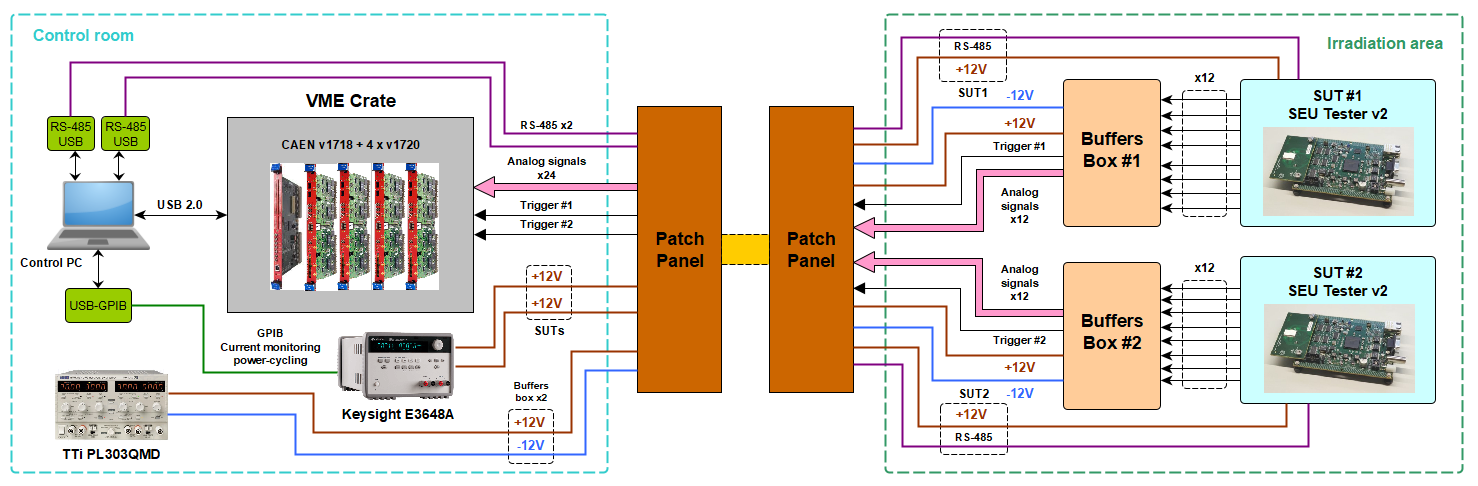 Control room
RS-485
USB
RS-485
USB
VME Crate
CAEN v1718 + 4 x v1720
USB 2.0
Control PC
USB-GPIB
GPIB
Current monitoring
power-cycling
Keysight E3648A
TTi PL303QMD
RS-485 x2
Analog signals
x24
Trigger #1
Trigger #2
+12V
+12V
SUTs
Buffers
box x2
+12V
-12V
Patch
Panel
Patch
Panel
Irradiation area
RS-485
+12V
SUT1
-12V
+12V
Trigger #1
Analog
signals
x12
Buffers
Box #1
x12
SUT #1
SEU Tester v2
Analog
signals
x12
Trigger #2
+12V
-12V
SUT2
+12V
RS-485
Buffers
Box #2
x12
SUT #2
SEU Tester v2